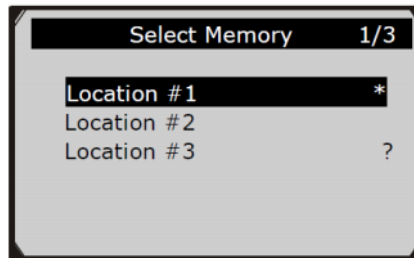 Select Memory 1/3
Location #1 *
Location #2
Location #3 ?